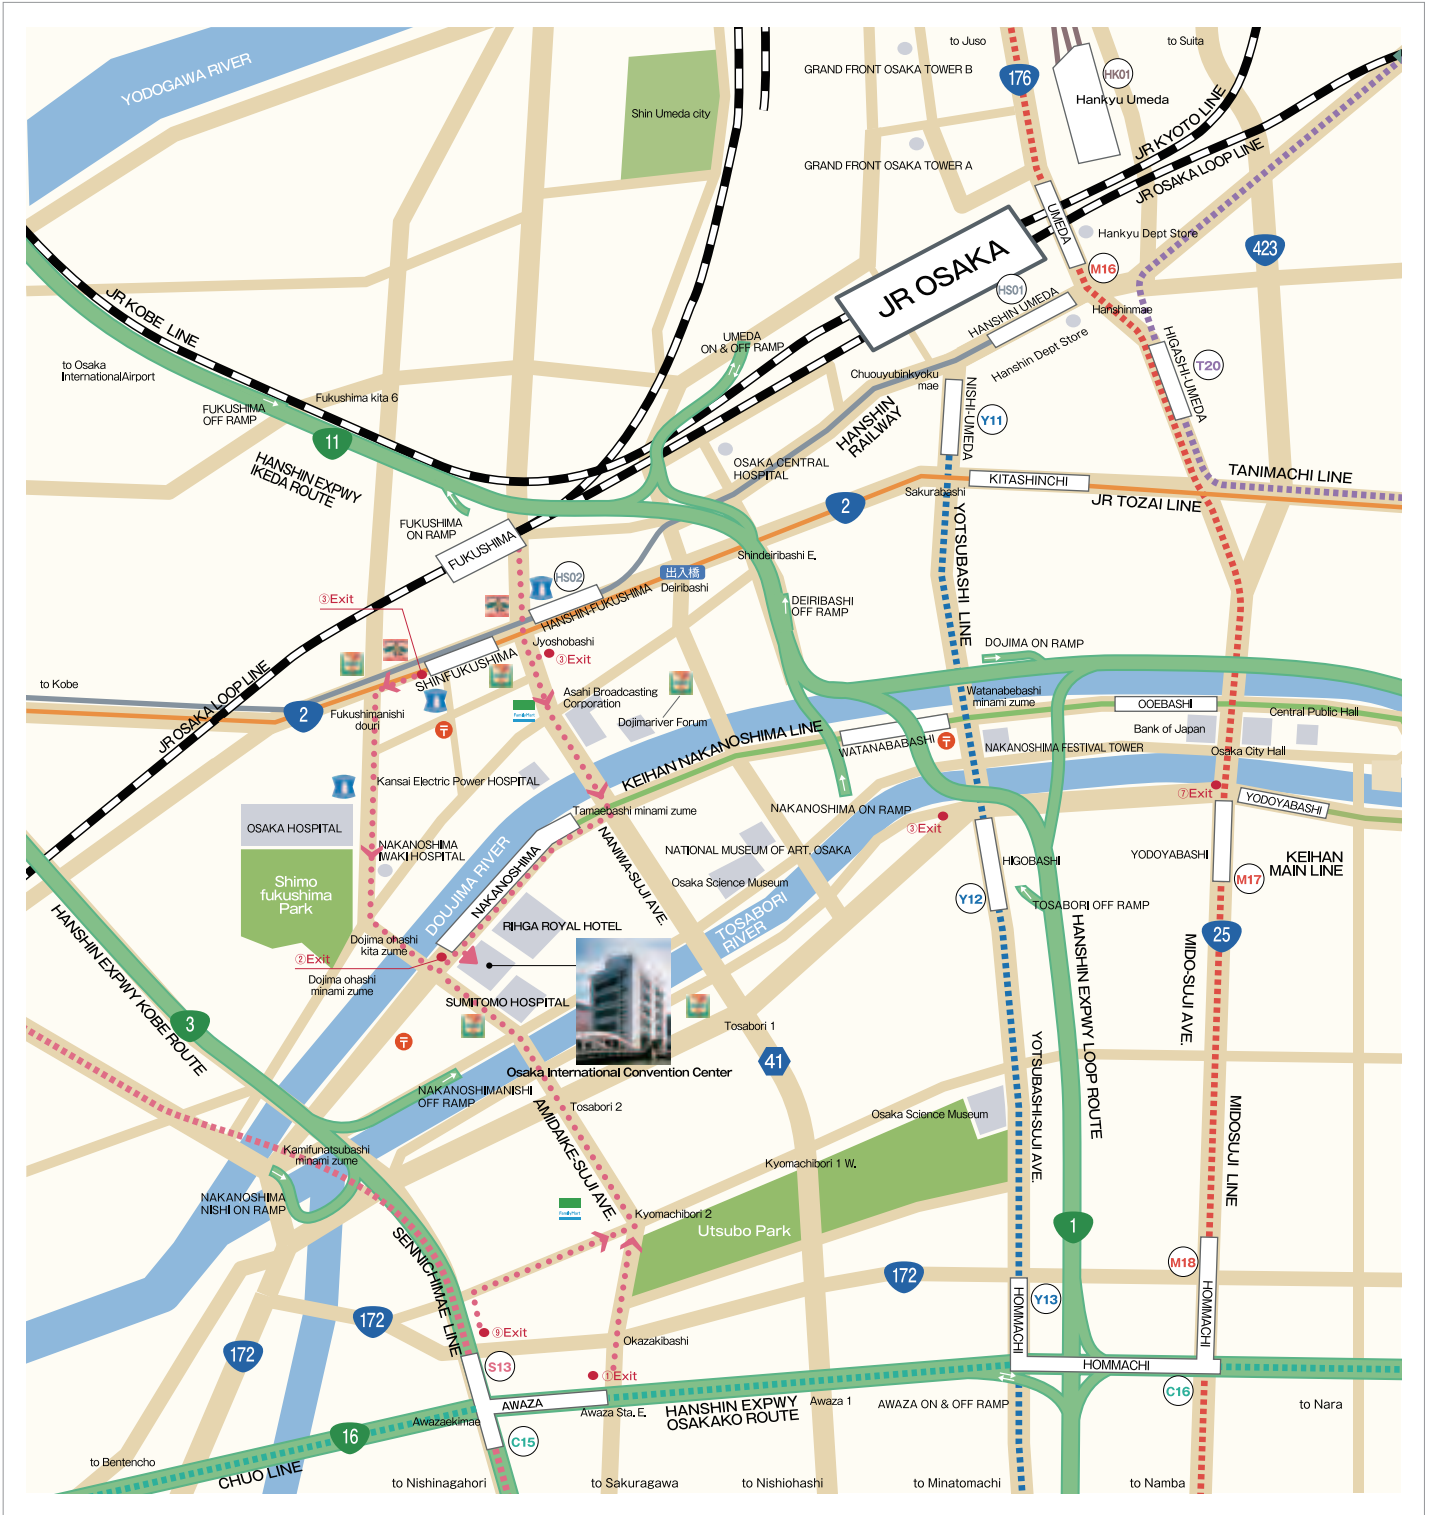 to Juso
to Suita
GRAND FRONT OSAKA TOWER B
176
HK01
Hankyu Umeda
YODOGAWA RIVER
Shin Umeda city
JR KYOTO LINE
JR OSAKA LOOP LINE
GRAND FRONT OSAKA TOWER A
UMEDA
Hankyu Dept Store
423
JR OSAKA
M16
HS01
HANSHIN UMEDA
Hanshinmae
JR KOBE LINE
UMEDA
ON & OFF RAMP
Hanshin Dept Store
HIGASHI-UMEDA
T20
to Osaka
InternationalAirport
Chuouyubinkyoku
mae
Fukushima kita 6
FUKUSHIMA
OFF RAMP
HANSHIN
RAILWAY
NISHI-UMEDA
Y11
11
HANSHIN EXPWY
IKEDA ROUTE
OSAKA CENTRAL
HOSPITAL
TANIMACHI LINE
KITASHINCHI
Sakurabashi
JR TOZAI LINE
2
FUKUSHIMA
ON RAMP
FUKUSHIMA
Shindeiribashi E.
YOTSUBASHI LINE
HS02
出入橋
Deiribashi
HANSHIN-FUKUSHIMA
③Exit
DEIRIBASHI
OFF RAMP
Jyoshobashi
③Exit
DOJIMA ON RAMP
SHINFUKUSHIMA
to Kobe
JR OSAKA LOOP LINE
2
Fukushimanishi
douri
〒
FamilyMart
Asahi Broadcasting
Corporation
Dojimariver Forum
Watanabebashi
minami zume
OOEBASHI
Central Public Hall
Bank of Japan
KEIHAN NAKANOSHIMA LINE
WATANABABASHI
〒
NAKANOSHIMA FESTIVAL TOWER
Osaka City Hall
Kansai Electric Power HOSPITAL
⑦Exit
YODOYABASHI
Tamaebashi minami zume
NAKANOSHIMA ON RAMP
③Exit
OSAKA HOSPITAL
NAKANOSHIMA
IWAKI HOSPITAL
DOUJIMA RIVER
NAKANOSHIMA
NANIWA-SUJI AVE.
NATIONAL MUSEUM OF ART, OSAKA
HIGOBASHI
YODOYABASHI
KEIHAN
MAIN LINE
Shimo
fukushima
Park
Osaka Science Museum
M17
Y12
TOSABORI OFF RAMP
TOSABORI
RIVER
RIHGA ROYAL HOTEL
25
HANSHIN EXPWY KOBE ROUTE
Dojima ohashi
kita zume
②Exit
Dojima ohashi
minami zume
MIDO-SUJI AVE.
HANSHIN EXPWY LOOP ROUTE
SUMITOMO HOSPITAL
3
Tosabori 1
〒
41
Osaka International Convention Center
YOTSUBASHI-SUJI AVE.
NAKANOSHIMANISHI
OFF RAMP
Tosabori 2
AMIDAIKE-SUJI AVE.
Osaka Science Museum
MIDOSUJI LINE
Kamifunatsubashi
minami zume
Kyomachibori 1 W.
NAKANOSHIMA
NISHI ON RAMP
FamilyMart
Kyomachibori 2
Utsubo Park
1
SENNICHIMAE LINE
172
M18
HOMMACHI
172
Y13
HOMMACHI
172
⑨Exit
Okazakibashi
S13
①Exit
HOMMACHI
C16
AWAZA
Awazaekimae
Awaza Sta. E.
HANSHIN EXPWY
OSAKAKO ROUTE
Awaza 1
AWAZA ON & OFF RAMP
to Nara
16
C15
to Bentencho
CHUO LINE
to Nishinagahori
to Sakuragawa
to Nishiohashi
to Minatomachi
to Namba